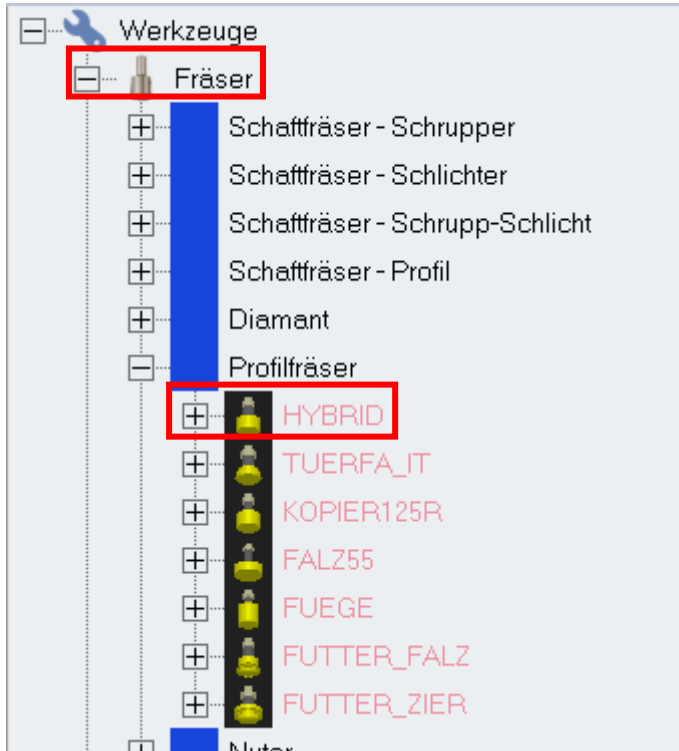 Werkzeuge
Fräser
Schaftfräser - Schrupper
Schaftfräser - Schlichter
Schaftfräser - Schrupp-Schlicht
Schaftfräser - Profil
Diamant
Profilfräser
HYBRID
TUERFA_IT
KOPIER125R
FALZ55
FUEGE
FUTTER_FALZ
FUTTER_ZIER